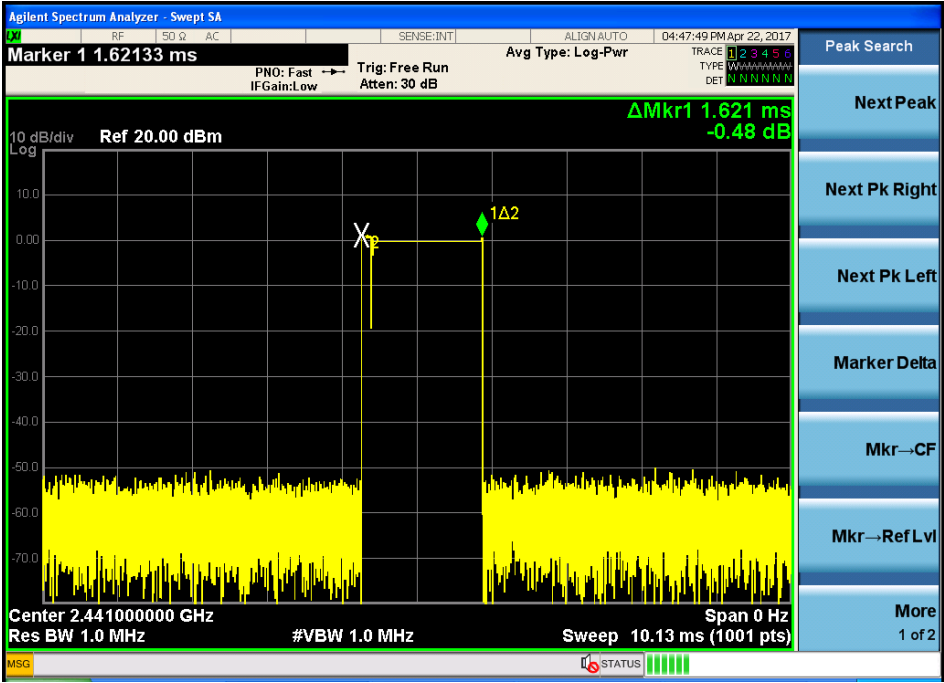 Agilent Spectrum Analyzer - Swept SA
LXI RF 50 Ω AC SENSE:INT ALIGN AUTO 04:47:49 PM Apr 22, 2017
Marker 1 1.62133 ms
PNO: Fast
IFGain:Low
Trig: Free Run
Atten: 30 dB
Avg Type: Log-Pwr
TRACE 1 2 3 4 5 6
TYPE
DET N N N N N N
Peak Search
ΔMkr1 1.621 ms
-0.48 dB
10 dB/div Ref 20.00 dBm
Log
10.0
0.00
-10.0
-20.0
-30.0
-40.0
-50.0
-60.0
-70.0
1Δ2
X
Center 2.441000000 GHz Span 0 Hz
Res BW 1.0 MHz #VBW 1.0 MHz Sweep 10.13 ms (1001 pts)
Next Peak
Next Pk Right
Next Pk Left
Marker Delta
Mkr→CF
Mkr→Ref Lvl
More
1 of 2
MSG STATUS